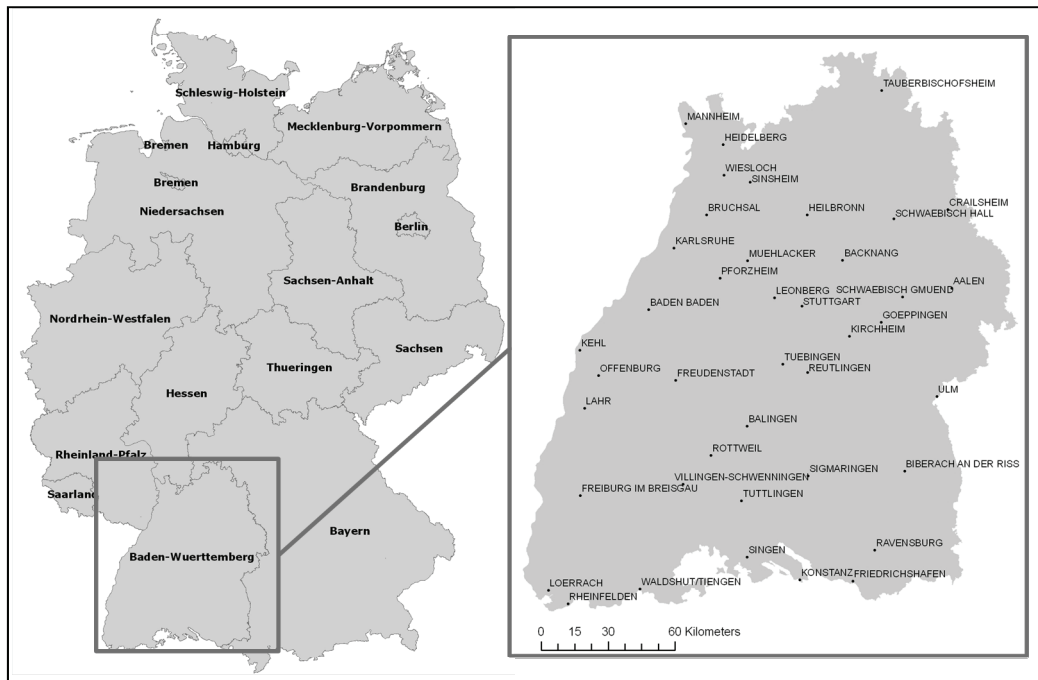 Schleswig-Holstein
Mecklenburg-Vorpommern
Bremen
Hamburg
Bremen
Brandenburg
Niedersachsen
Berlin
Sachsen-Anhalt
Nordrhein-Westfalen
Sachsen
Thueringen
Hessen
Rheinland-Pfalz
Saarland
Bayern
Baden-Wuerttemberg
TAUBERBISCHOFSHEIM
MANNHEIM
HEIDELBERG
WIESLOCH
SINSHEIM
CRAILSHEIM
BRUCHSAL
HEILBRONN
SCHWAEBISCH HALL
KARLSRUHE
MUEHLACKER
BACKNANG
PFORZHEIM
AALEN
LEONBERG
SCHWAEBISCH GMUEND
BADEN BADEN
STUTTGART
GOEPPINGEN
KIRCHHEIM
KEHL
TUEBINGEN
REUTLINGEN
OFFENBURG
FREUDENSTADT
ULM
LAHR
BALINGEN
ROTTWEIL
SIGMARINGEN
BIBERACH AN DER RISS
VILLINGEN-SCHWENNINGEN
FREIBURG IM BREISGAU
TUTTLINGEN
SINGEN
RAVENSBURG
LOERRACH
WALDSHUT/TIENGEN
KONSTANZ
FRIEDRICHSHAFEN
RHEINFELDEN
0 15 30 60 Kilometers